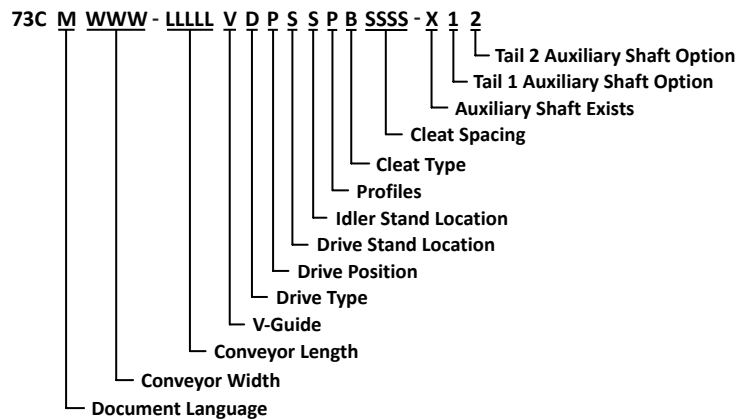 73C M WWW - LLLLL V D P S S P B SSSS - X 1 2
Tail 2 Auxiliary Shaft Option
Tail 1 Auxiliary Shaft Option
Auxiliary Shaft Exists
Cleat Spacing
Cleat Type
Profiles
Idler Stand Location
Drive Stand Location
Drive Position
Drive Type
V-Guide
Conveyor Length
Conveyor Width
Document Language